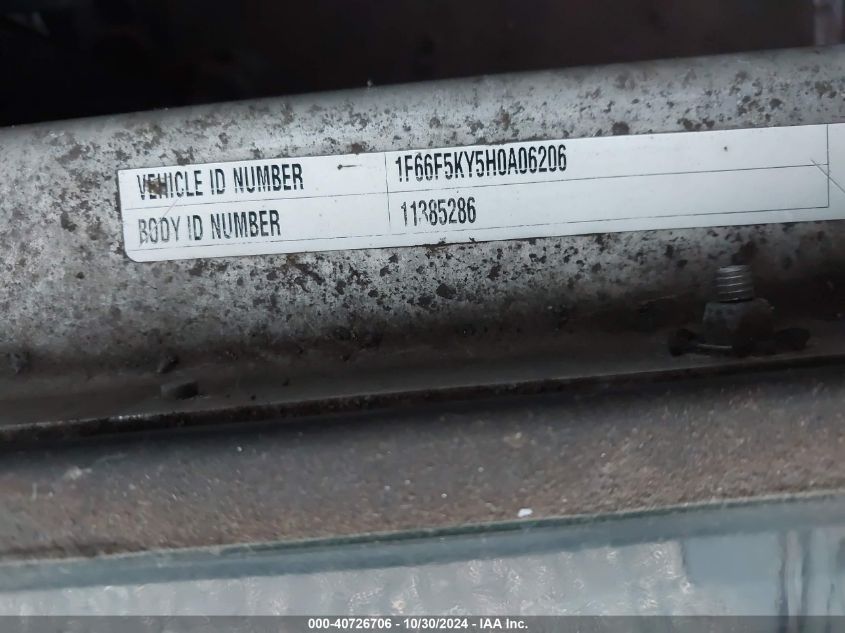 VEHICLE ID NUMBER 1F66F5KY5H0A06206
BODY ID NUMBER 11385286
000-40726706 - 10/30/2024 - IAA Inc.